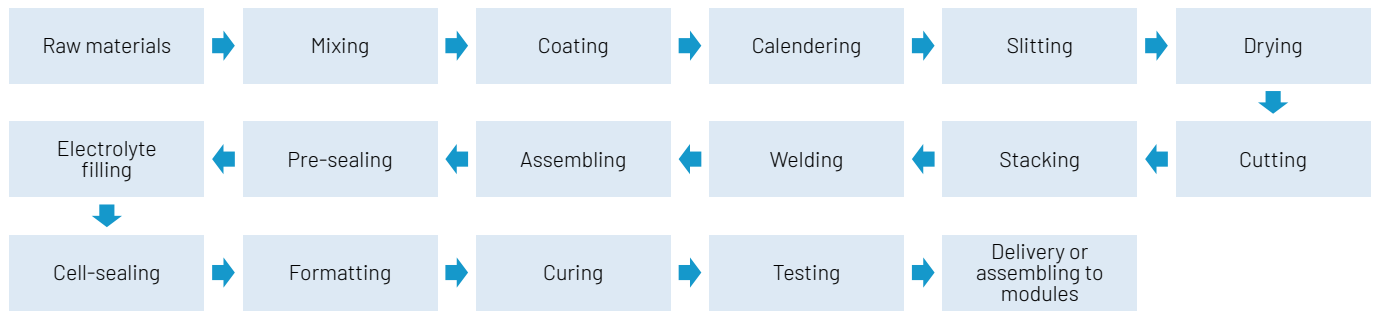 Raw materials
Mixing
Coating
Calendering
Slitting
Drying
Cutting
Stacking
Welding
Assembling
Pre-sealing
Electrolyte
filling
Cell-sealing
Formatting
Curing
Testing
Delivery or
assembling to
modules